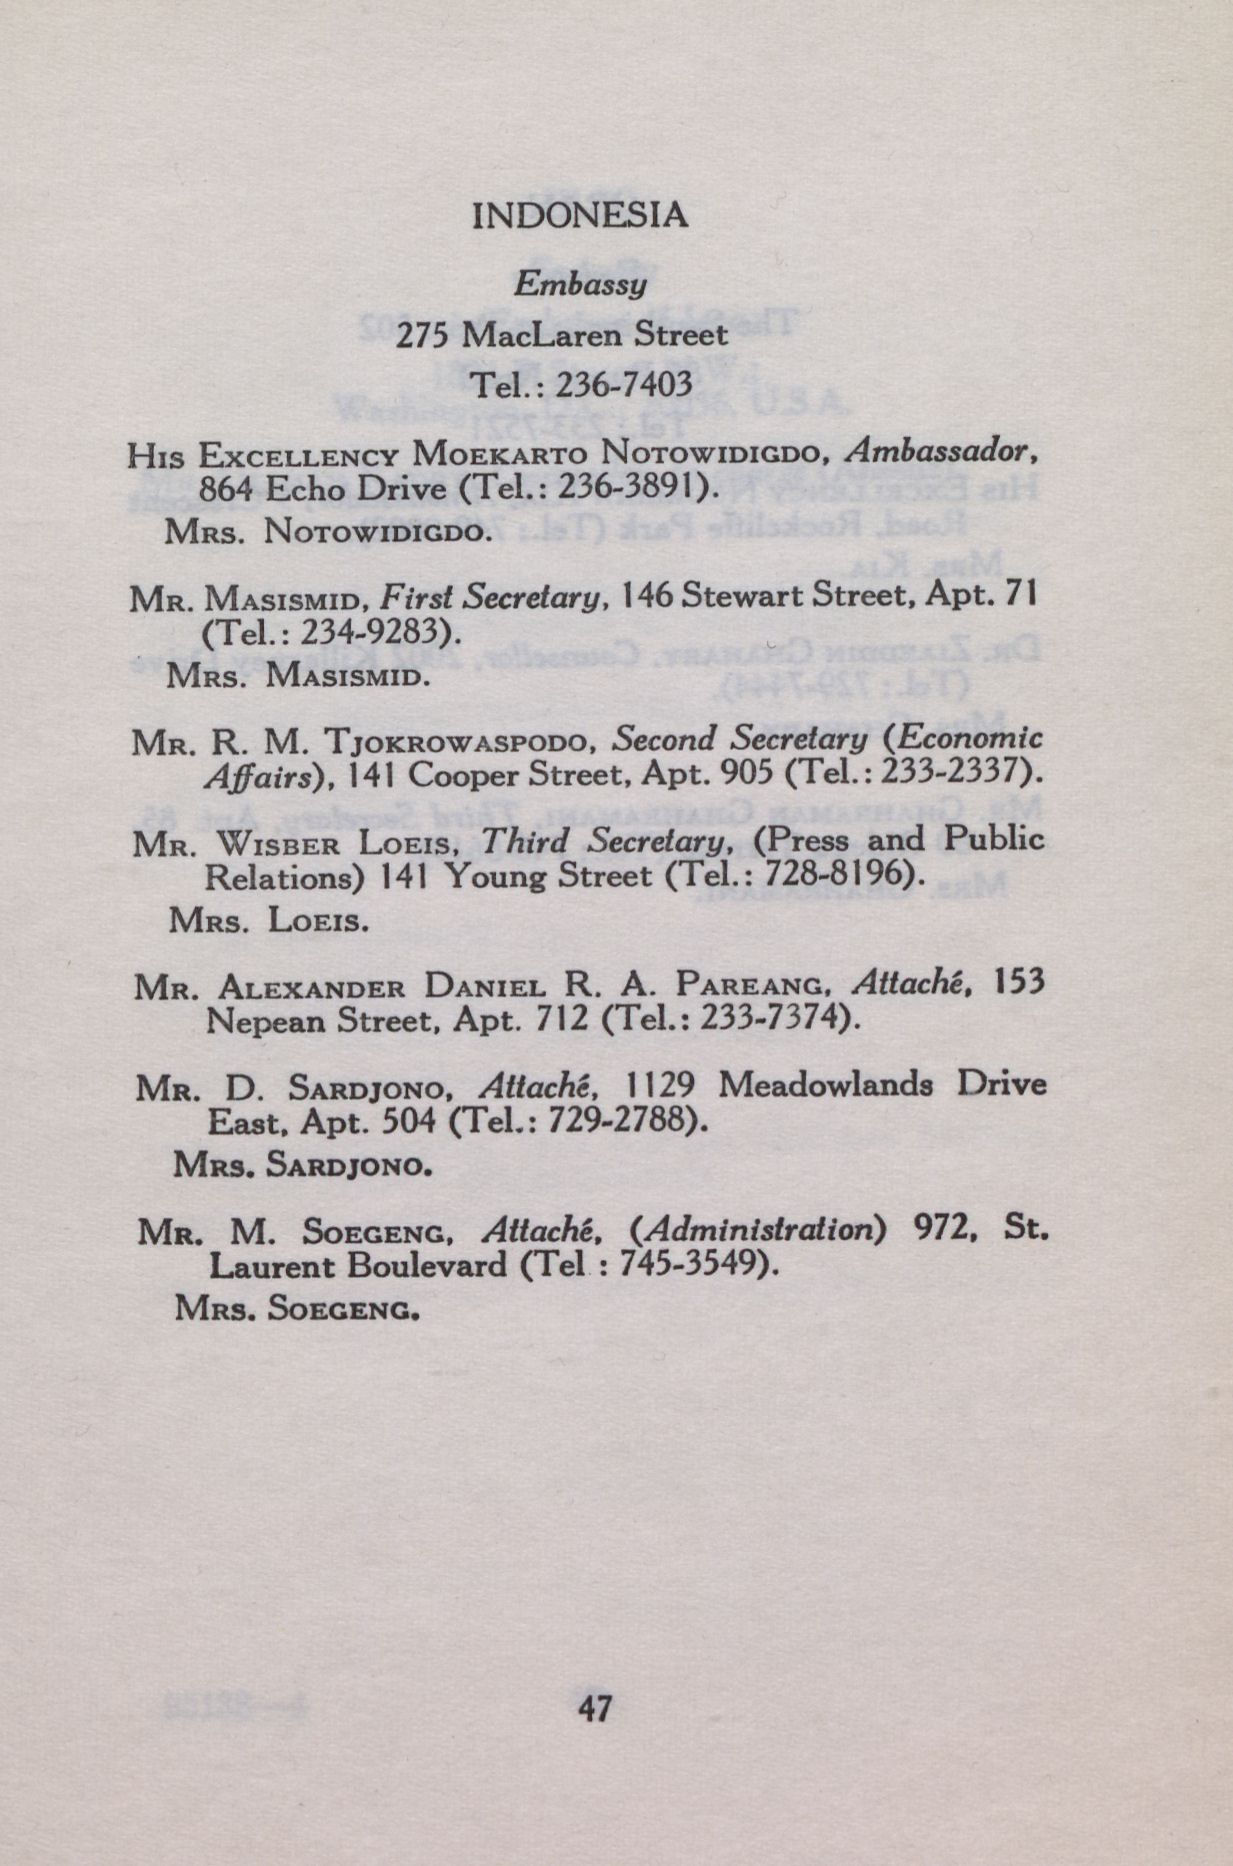 INDONESIA
Embassy
275 MacLaren Street
Tel.: 236-7403
HIS EXCELLENCY MOEKARTO NOTOWIDIGDO, Ambassador,
864 Echo Drive (Tel.: 236-3891).
MRS. NOTOWIDIGDO.
MR. MASISMID, First Secretary, 146 Stewart Street, Apt. 71
(Tel.: 234-9283).
MRS. MASISMID.
MR. R. M. TJOKROWASPODO, Second Secretary (Economic
Affairs), 141 Cooper Street, Apt. 905 (Tel.: 233-2337).
MR. WISBER LOEIS, Third Secretary, (Press and Public
Relations) 141 Young Street (Tel.: 728-8196).
MRS. LOEIS.
MR. ALEXANDER DANIEL R. A. PAREANG, Attaché, 153
Nepean Street, Apt. 712 (Tel.: 233-7374).
MR. D. SARDJONO, Attaché, 1129 Meadowlands Drive
East, Apt. 504 (Tel.: 729-2788).
MRS. SARDJONO.
MR. M. SOEGENG, Attaché, (Administration) 972, St.
Laurent Boulevard (Tel : 745-3549).
MRS. SOEGENG.
47